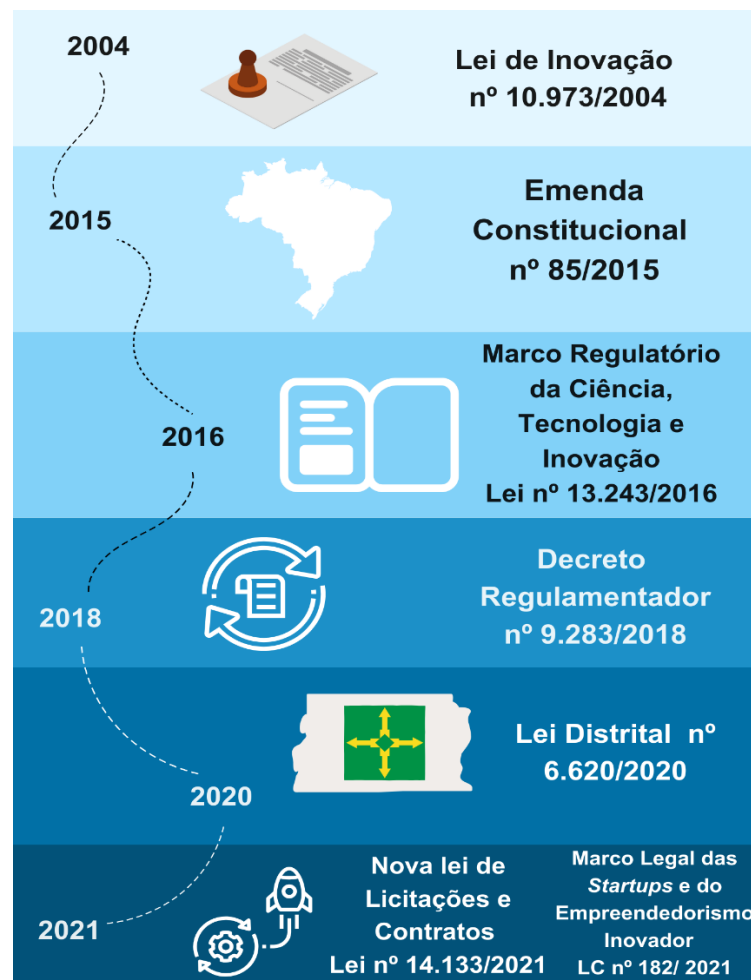 2004
Lei de Inovação
nº 10.973/2004
2015
Emenda
Constitucional
nº 85/2015
2016
Marco Regulatório
da Ciência,
Tecnologia e
Inovação
Lei nº 13.243/2016
2018
Decreto
Regulamentador
nº 9.283/2018
2020
Lei Distrital nº
6.620/2020
2021
Nova lei de
Licitações e
Contratos
Lei nº 14.133/2021
Marco Legal das
Startups e do
Empreendedorismo
Inovador
LC nº 182/ 2021